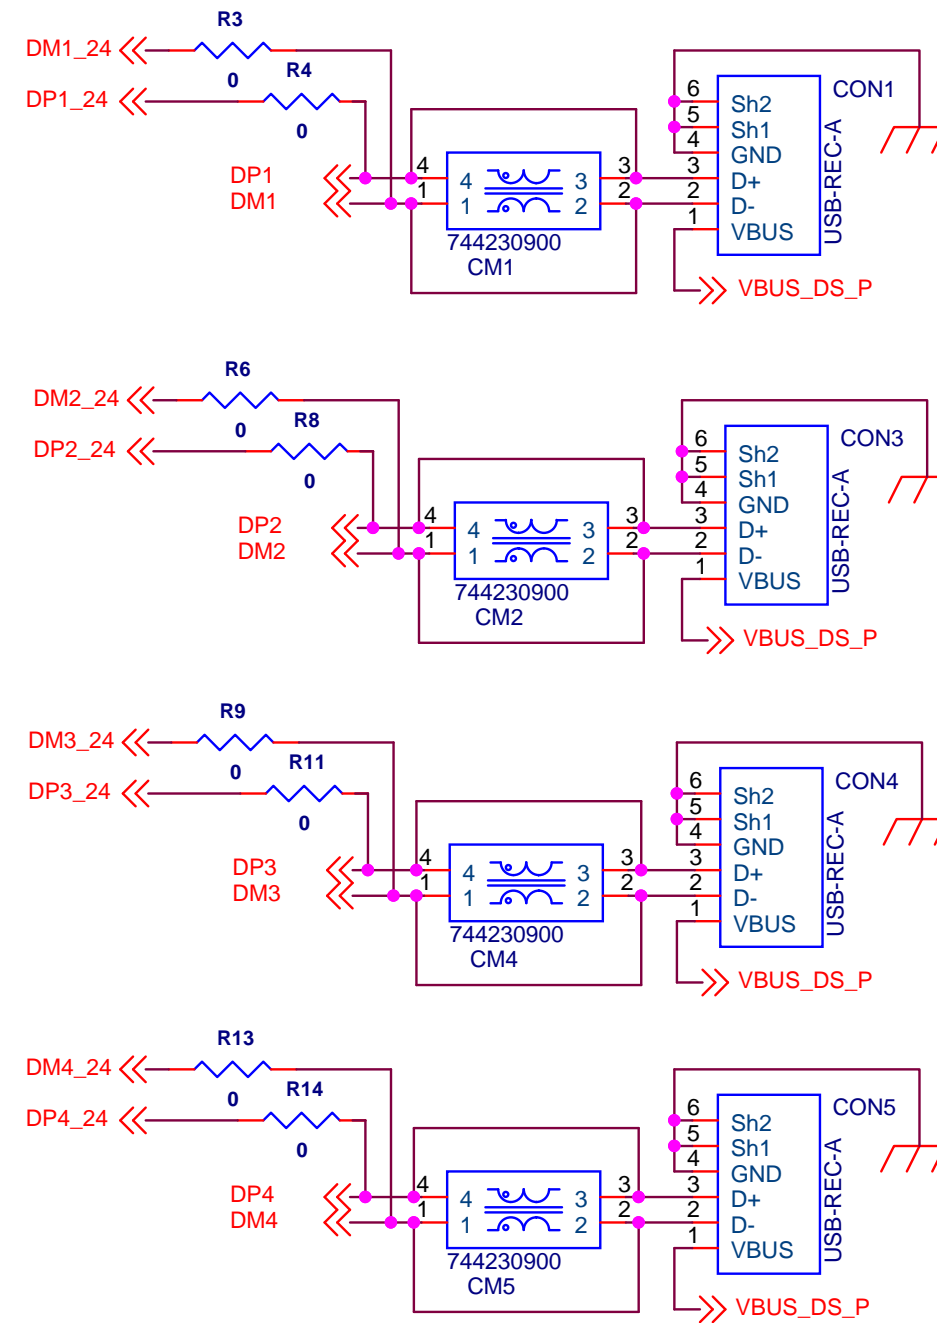 R3
DM1_24
0
R4
DP1_24
0
DP1
DM1
4
1
4 3
1 2
3
2
744230900
CM1
6
5
4
3
2
1
Sh2
Sh1
GND
D+
D-
VBUS
CON1
USB-REC-A
VBUS_DS_P
R6
DM2_24
0
R8
DP2_24
0
DP2
DM2
4
1
4 3
1 2
3
2
744230900
CM2
6
5
4
3
2
1
Sh2
Sh1
GND
D+
D-
VBUS
CON3
USB-REC-A
VBUS_DS_P
R9
DM3_24
0
R11
DP3_24
0
DP3
DM3
4
1
4 3
1 2
3
2
744230900
CM4
6
5
4
3
2
1
Sh2
Sh1
GND
D+
D-
VBUS
CON4
USB-REC-A
VBUS_DS_P
R13
DM4_24
0
R14
DP4_24
0
DP4
DM4
4
1
4 3
1 2
3
2
744230900
CM5
6
5
4
3
2
1
Sh2
Sh1
GND
D+
D-
VBUS
CON5
USB-REC-A
VBUS_DS_P